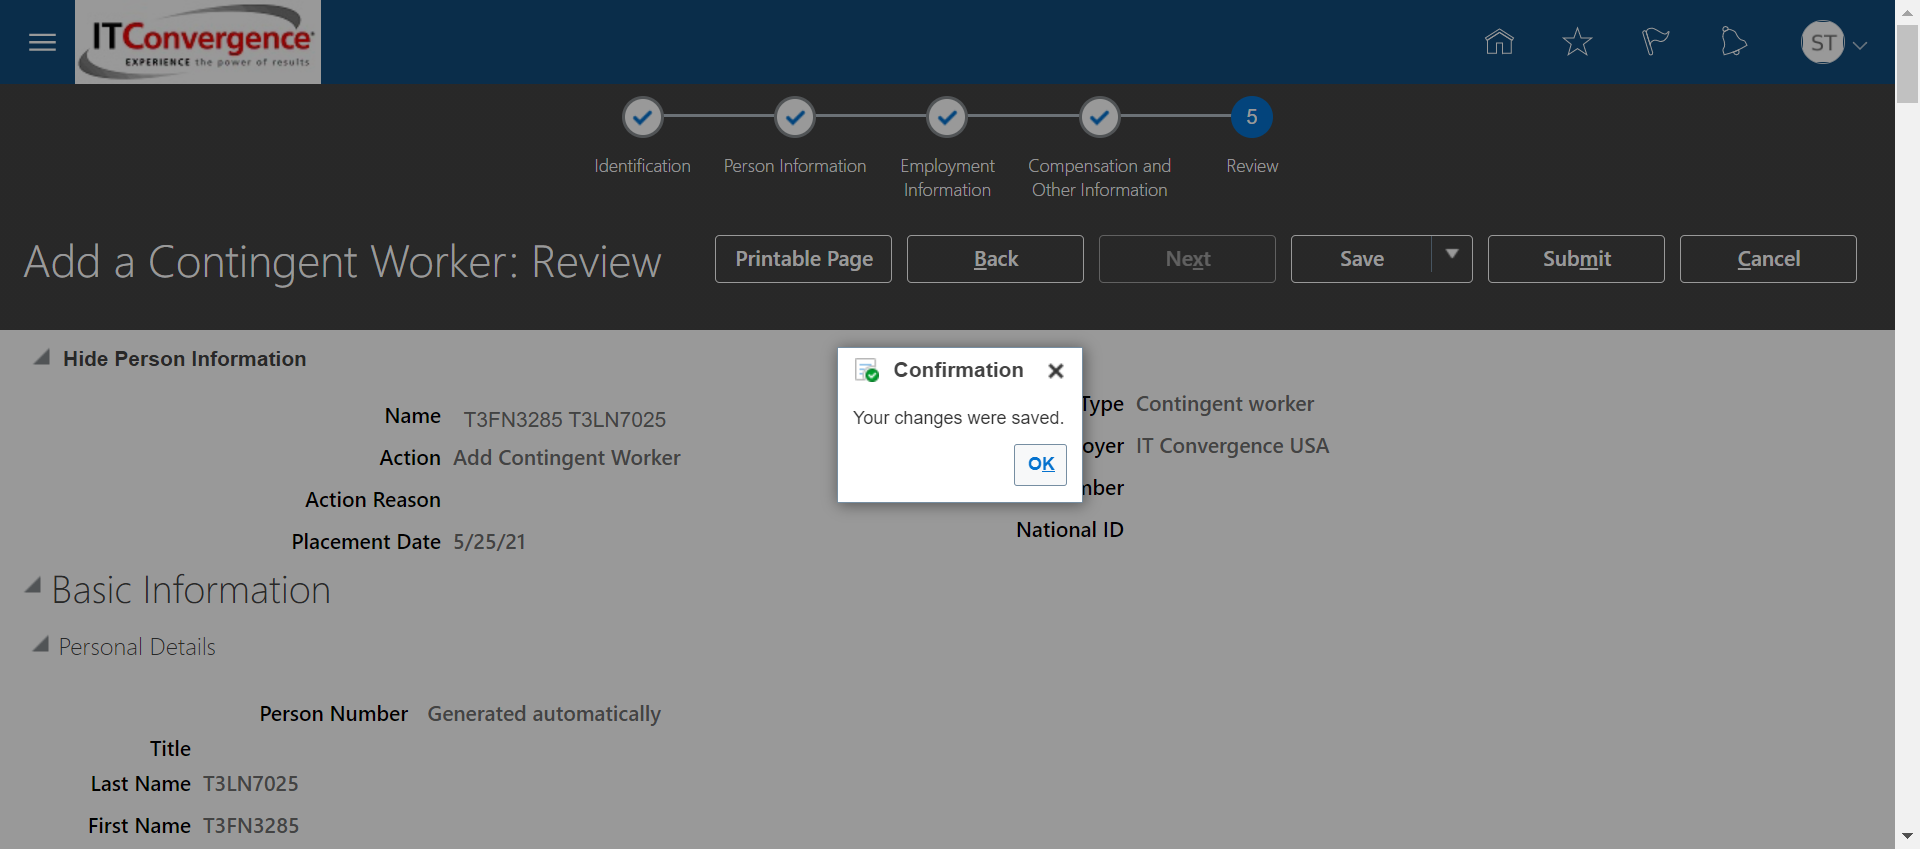 ITConvergence
EXPERIENCE the power of results
ST
5
Identification
Person Information
Employment
Information
Compensation and
Other Information
Review
Add a Contingent Worker: Review
Printable Page
Back
Next
Save
Submit
Cancel
Hide Person Information
Name T3FN3285 T3LN7025
Action Add Contingent Worker
Action Reason
Placement Date 5/25/21
Confirmation
Your changes were saved.
OK
Type Contingent worker
oyer IT Convergence USA
nber
National ID
Basic Information
Personal Details
Person Number Generated automatically
Title
Last Name T3LN7025
First Name T3FN3285